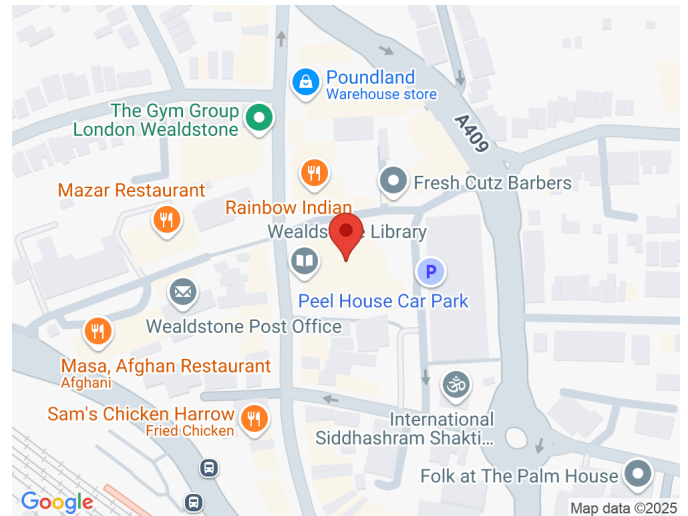 Poundland
Warehouse store
The Gym Group
London Wealdstone
A409
Fresh Cutz Barbers
Mazar Restaurant
Rainbow Indian
Wealdstone Library
P
Peel House Car Park
Wealdstone Post Office
Masa, Afghan Restaurant
Afghani
Sam's Chicken Harrow
Fried Chicken
ॐ
International
Siddhashram Shakti...
Folk at The Palm House
Google
Map data ©2025